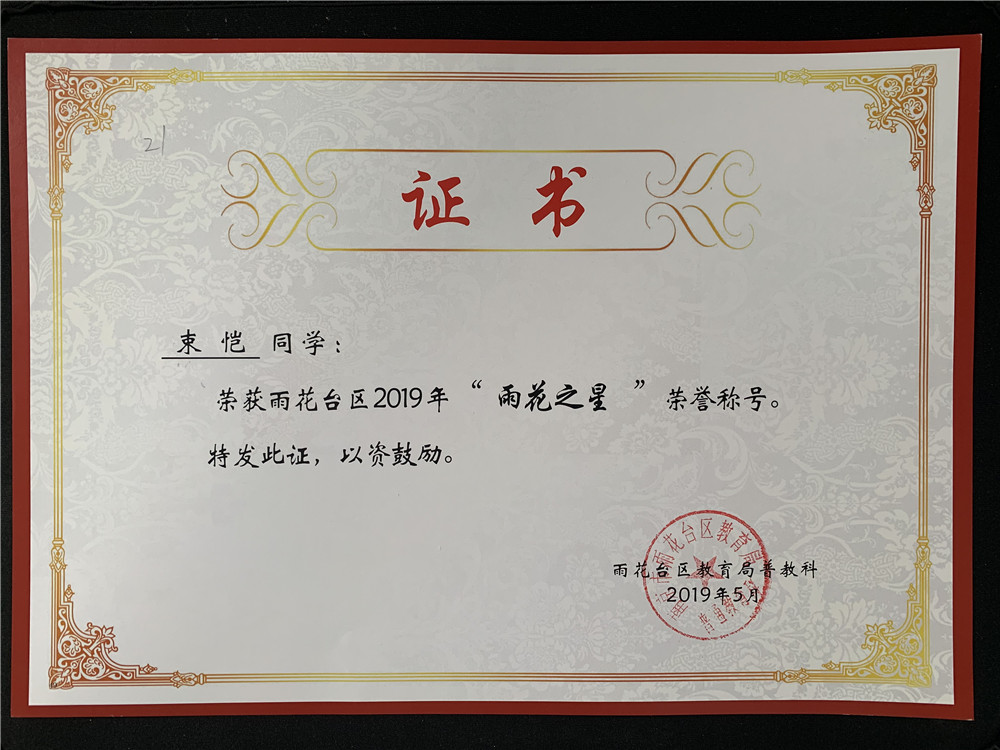 21
证书
束恺 同学：
荣获雨花台区2019年“雨花之星”荣誉称号。
特发此证，以资鼓励。
雨花台区教育局普教科
2019年5月